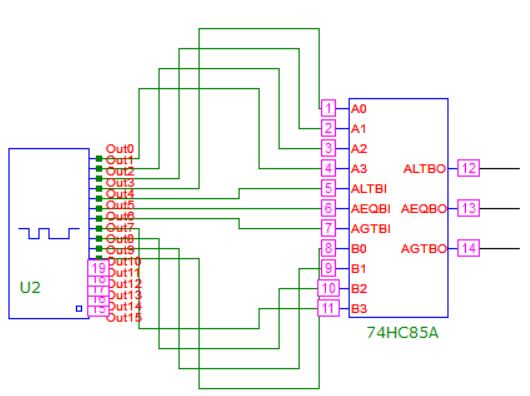 Out0
Out1
Out2
Out3
Out4
Out5
Out6
Out7
Out8
Out9
Out10
Out11
Out12
Out13
Out14
Out15
19
18
17
16
15
U2
1 A0
2 A1
3 A2
4 A3
5 ALTBI
6 AEQBI
7 AGTBI
8 B0
9 B1
10 B2
11 B3
ALTBO 12
AEQBO 13
AGTBO 14
74HC85A